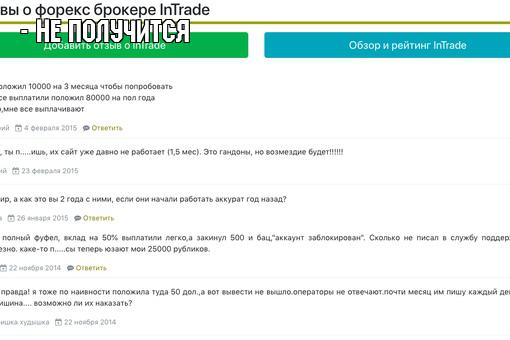 вы о форекс брокере InTrade
- НЕ ПОЛУЧИТСЯ
Добавить отзыв о InTrade
Обзор и рейтинг InTrade
оложил 10000 на 3 месяца чтобы попробовать
се выплатили положил 80000 на пол года
о,мне все выплачивают
рий 4 февраля 2015 Ответить
, ты п.....ишь, их сайт уже давно не работает (1,5 мес). Это гандоны, но возмездие будет!!!!!!
ий 23 февраля 2015
ир, а как это вы 2 года с ними, если они начали работать аккурат год назад?
а 26 января 2015 Ответить
полный фуфел, вклад на 50% выплатили легко,а закинул 500 и бац,"аккаунт заблокирован". Сколько не писал в службу поддер
езно. каке-то п.....сы теперь юзают мои 25000 рубликов.
22 ноября 2014 Ответить
правда! я тоже по наивности положила туда 50 дол.,а вот вывести не вышло.операторы не отвечают.почти месяц им пишу каждый де
ишина.... возможно ли их наказать?
ишка.худышка 22 ноября 2014